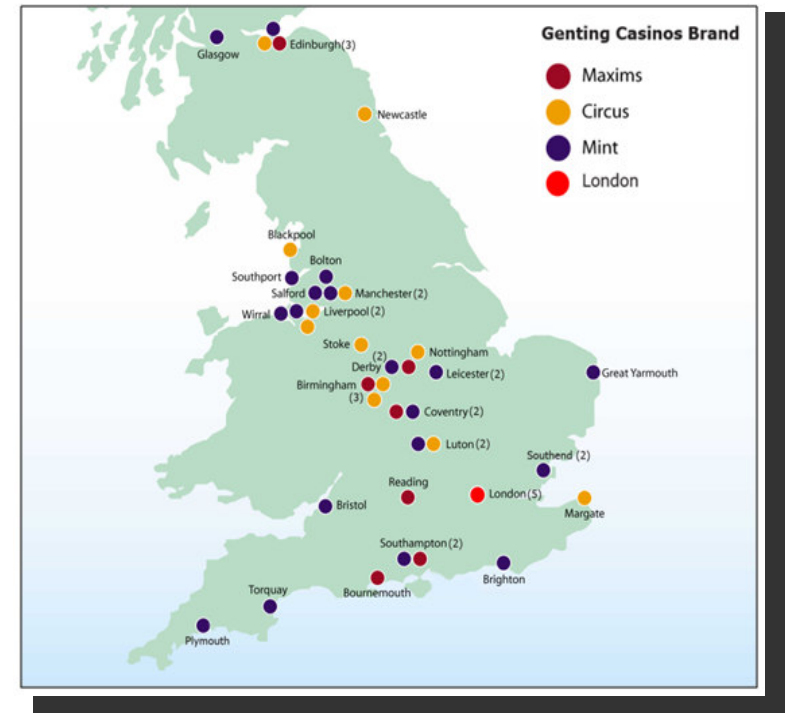 Genting Casinos Brand
Maxims
Circus
Mint
London
Glasgow
Edinburgh(3)
Newcastle
Blackpool
Bolton
Southport
Salford
Manchester (2)
Wirral
Liverpool (2)
Stoke
Nottingham
(2)
Derby
Leicester (2)
Great Yarmouth
Birmingham
(3)
Coventry (2)
Luton (2)
Southend (2)
Reading
London (5)
Bristol
Margate
Southampton (2)
Brighton
Bournemouth
Torquay
Plymouth